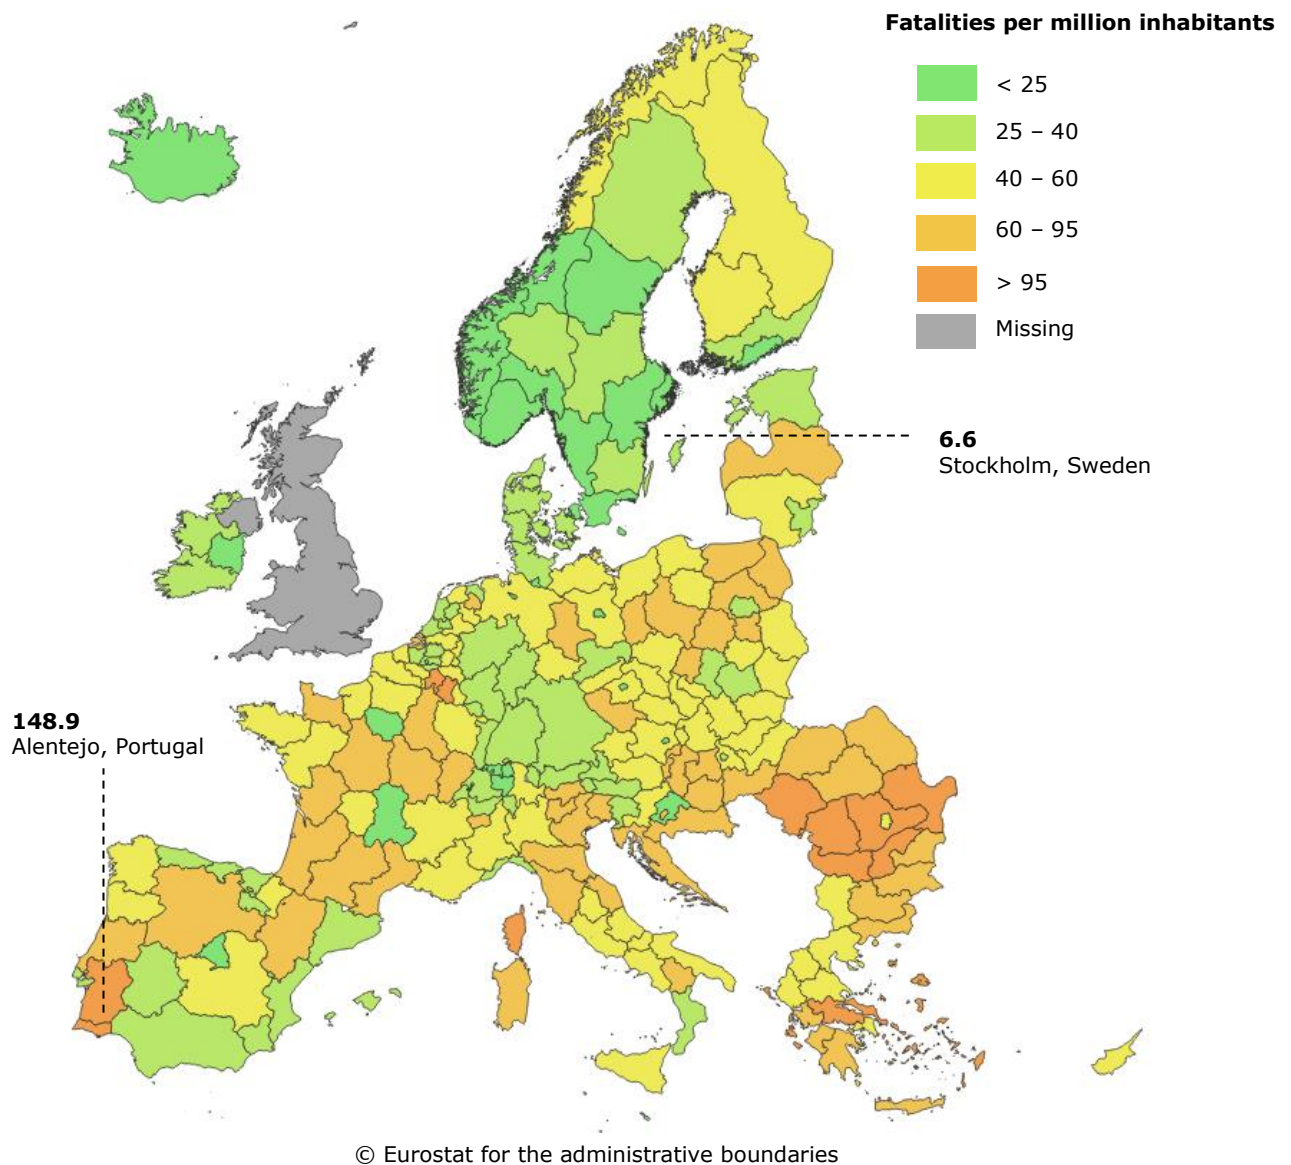 Fatalities per million inhabitants
< 25
25 – 40
40 – 60
60 – 95
> 95
Missing
6.6
Stockholm, Sweden
148.9
Alentejo, Portugal
© Eurostat for the administrative boundaries